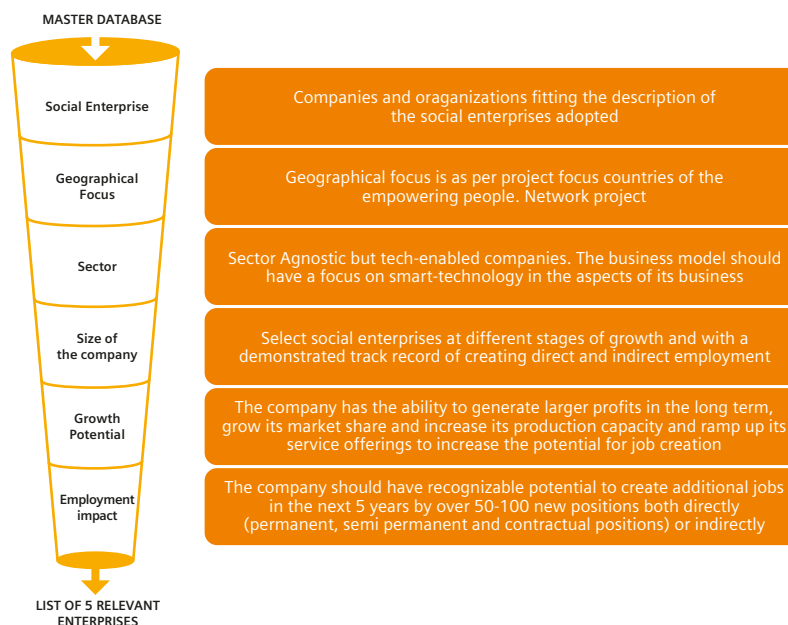 MASTER DATABASE
Social Enterprise
Companies and oraganizations fitting the description of
the social enterprises adopted
Geographical
Focus
Geographical focus is as per project focus countries of the
empowering people. Network project
Sector
Sector Agnostic but tech-enabled companies. The business model should
have a focus on smart-technology in the aspects of its business
Size of
the company
Select social enterprises at different stages of growth and with a
demonstrated track record of creating direct and indirect employment
Growth
Potential
The company has the ability to generate larger profits in the long term,
grow its market share and increase its production capacity and ramp up its
service offerings to increase the potential for job creation
Employment
impact
The company should have recognizable potential to create additional jobs
in the next 5 years by over 50-100 new positions both directly
(permanent, semi permanent and contractual positions) or indirectly
LIST OF 5 RELEVANT
ENTERPRISES